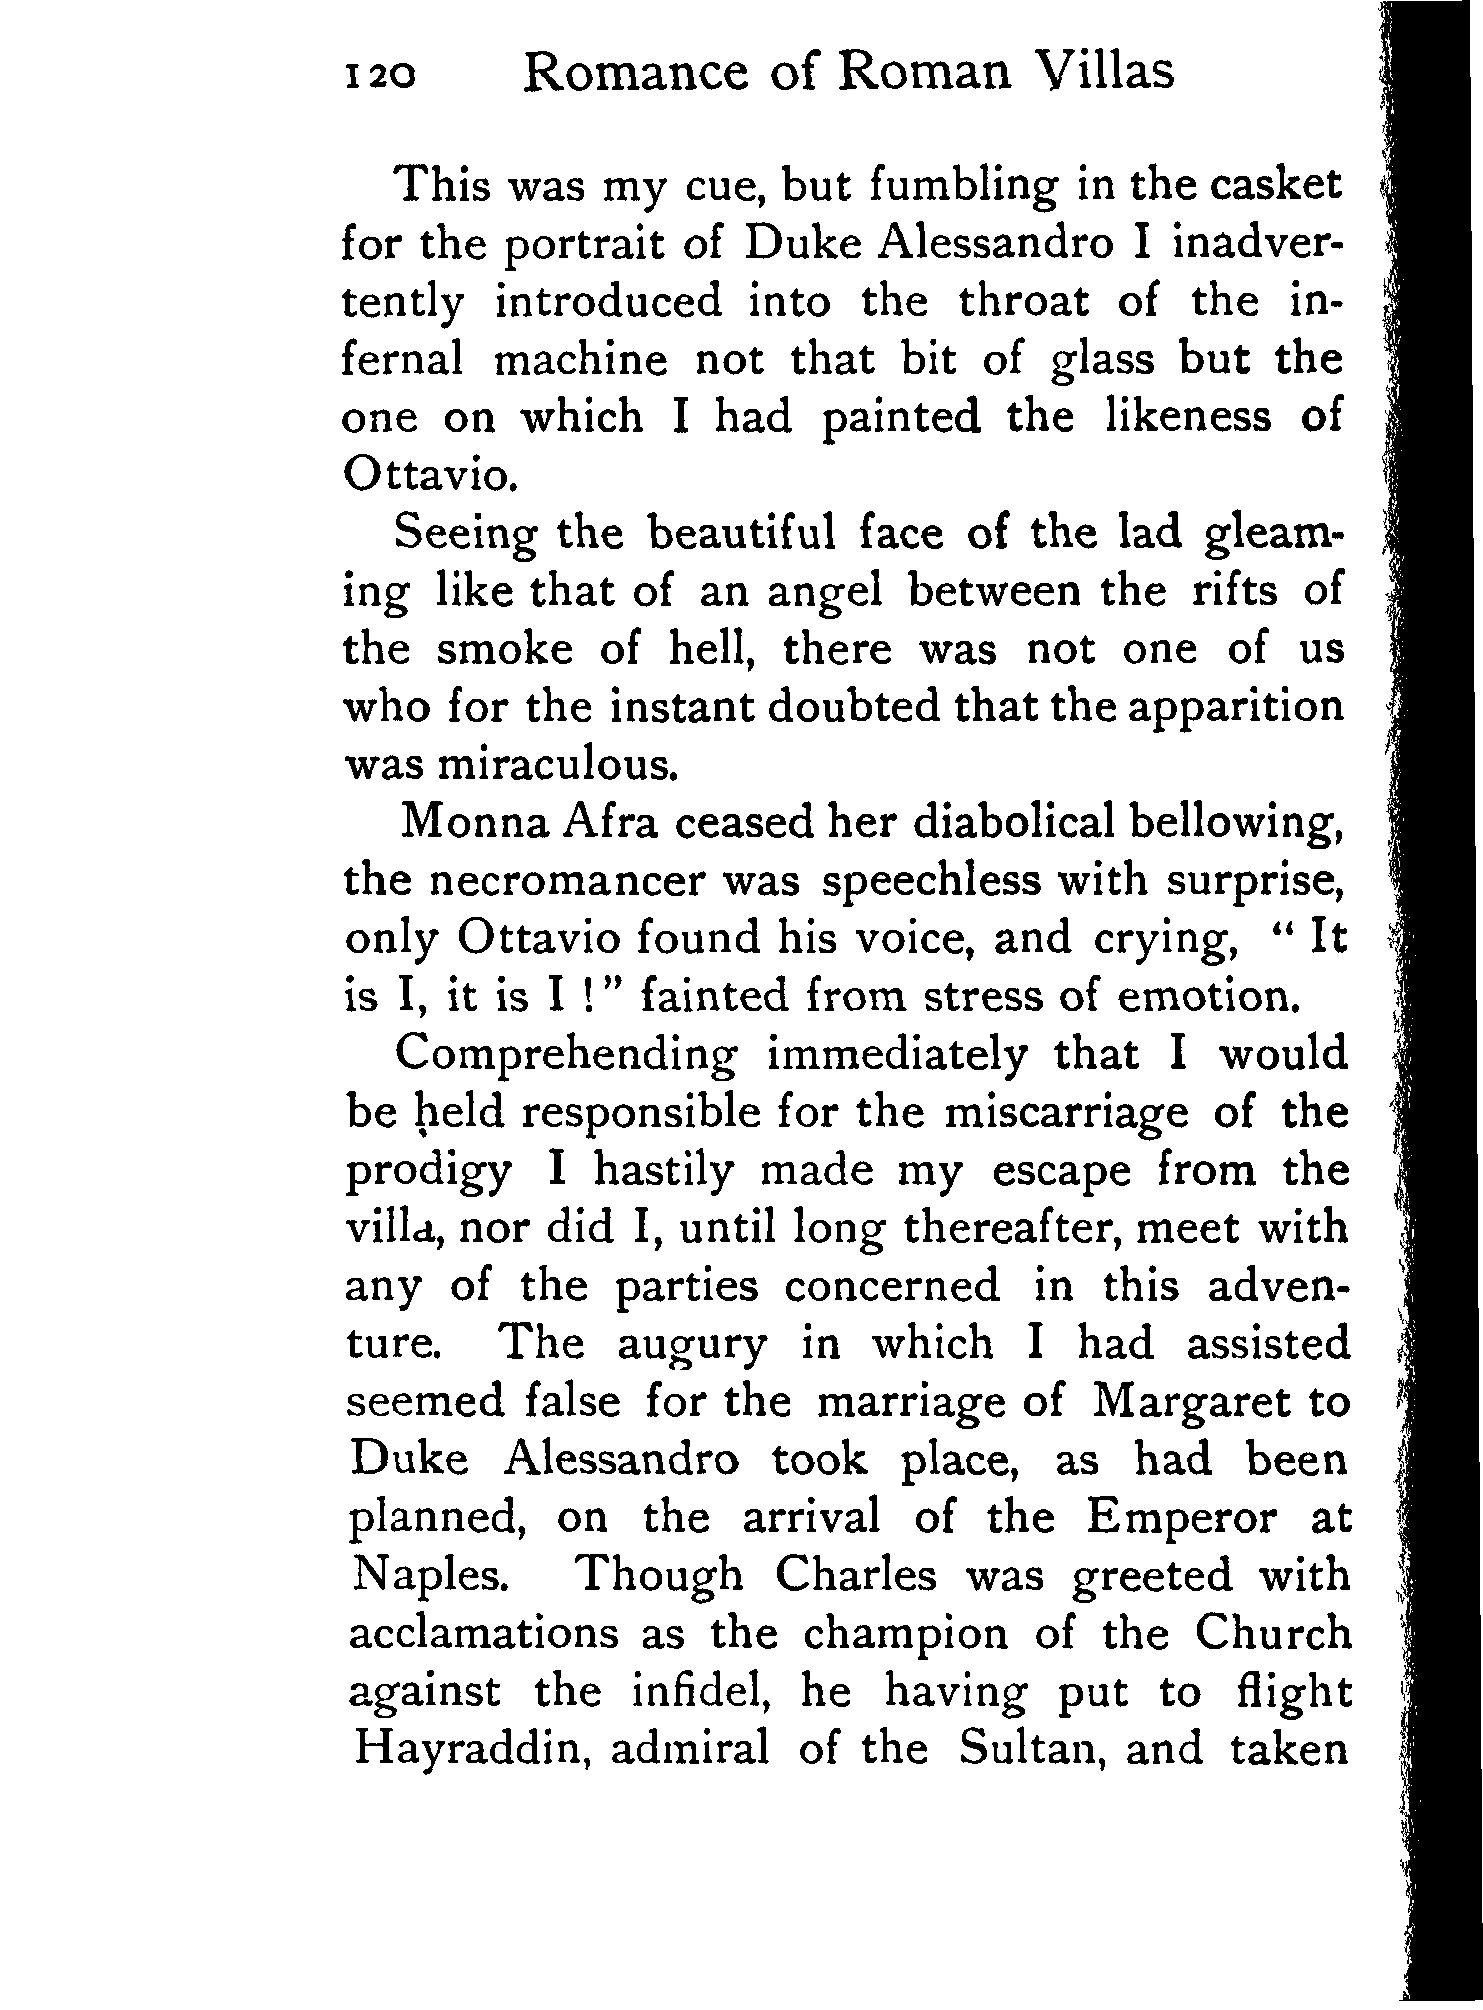 120 Romance of Roman Villas
This was my cue, but fumbling in the casket
for the portrait of Duke Alessandro I inadver-
tently introduced into the throat of the in-
fernal machine not that bit of glass but the
one on which I had painted the likeness of
Ottavio.
Seeing the beautiful face of the lad gleam-
ing like that of an angel between the rifts of
the smoke of hell, there was not one of us
who for the instant doubted that the apparition
was miraculous.
Monna Afra ceased her diabolical bellowing,
the necromancer was speechless with surprise,
only Ottavio found his voice, and crying, “ It
is I, it is I ! ” fainted from stress of emotion.
Comprehending immediately that I would
be held responsible for the miscarriage of the
prodigy I hastily made my escape from the
villa, nor did I, until long thereafter, meet with
any of the parties concerned in this adven-
ture. The augury in which I had assisted
seemed false for the marriage of Margaret to
Duke Alessandro took place, as had been
planned, on the arrival of the Emperor at
Naples. Though Charles was greeted with
acclamations as the champion of the Church
against the infidel, he having put to flight
Hayraddin, admiral of the Sultan, and taken